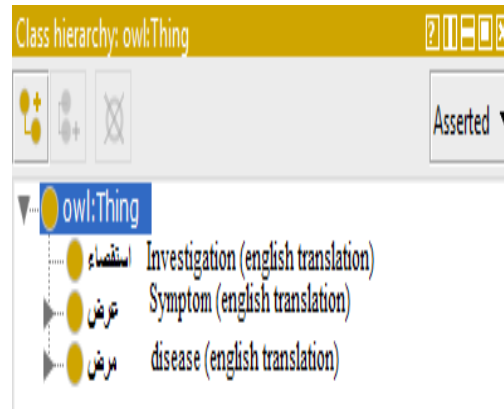 Class hierarchy: owl:Thing
Asserted
owl:Thing
استقصاء Investigation (english translation)
عرض Symptom (english translation)
مرض disease (english translation)